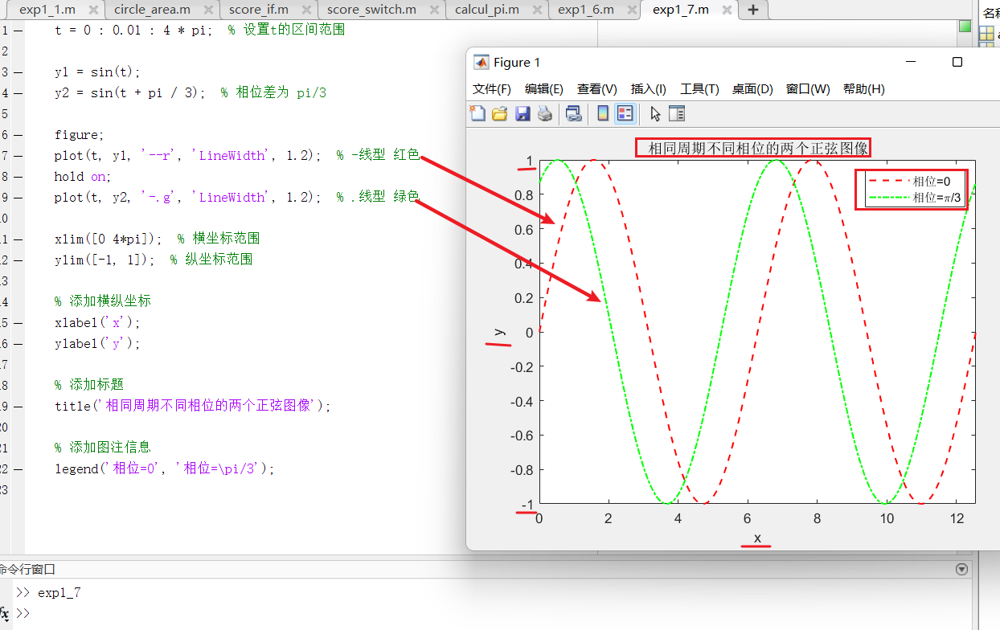 exp1_1.m circle_area.m score_if.m score_switch.m calcul_pi.m exp1_6.m exp1_7.m
1 t = 0 : 0.01 : 4 * pi; % 设置t的区间范围
2
3 y1 = sin(t);
4 y2 = sin(t + pi / 3); % 相位差为 pi/3
5
6 figure;
7 plot(t, y1, '--r', 'LineWidth', 1.2); % -线型 红色
8 hold on;
9 plot(t, y2, '-.g', 'LineWidth', 1.2); % .线型 绿色
0
1 xlim([0 4*pi]); % 横坐标范围
2 ylim([-1, 1]); % 纵坐标范围
3
4 % 添加横纵坐标
5 xlabel('x');
6 ylabel('y');
7
8 % 添加标题
9 title('相同周期不同相位的两个正弦图像');
20
21 % 添加图注信息
22 legend('相位=0', '相位=\pi/3');
23
名称
Figure 1
文件(F) 编辑(E) 查看(V) 插入(I) 工具(T) 桌面(D) 窗口(W) 帮助(H)
相同周期不同相位的两个正弦图像
相位=0
相位=π/3
1
0.8
0.6
0.4
0.2
0
-0.2
-0.4
-0.6
-0.8
-1
y
0 2 4 6 8 10 12
x
命令行窗口
>> exp1_7
fx >>